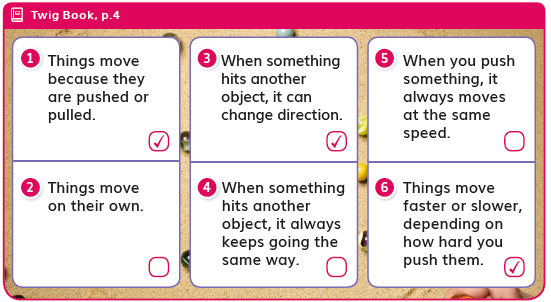 Twig Book, p.4
1 Things move
because they
are pushed or
pulled.
2 Things move
on their own.
3 When something
hits another
object, it can
change direction.
4 When something
hits another
object, it always
keeps going the
same way.
5 When you push
something, it
always moves
at the same
speed.
6 Things move
faster or slower,
depending on
how hard you
push them.